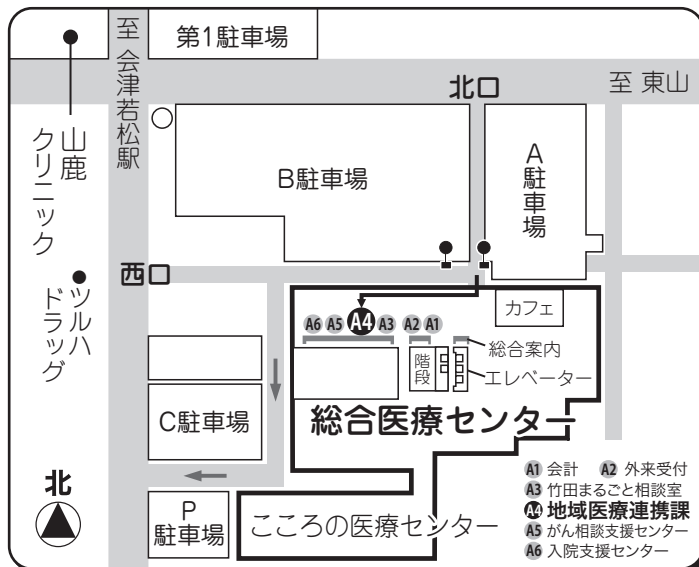 至 会津若松駅
第1駐車場
北口
至 東山
山鹿
クリニック
B駐車場
A駐車場
西口
ツルハ
ドラッグ
カフェ
A6 A5 A4 A3 A2 A1
総合案内
階段
エレベーター
総合医療センター
C駐車場
A1 会計 A2 外来受付
A3 竹田まるごと相談室
A4 地域医療連携課
A5 がん相談支援センター
A6 入院支援センター
北
P
駐車場
こころの医療センター